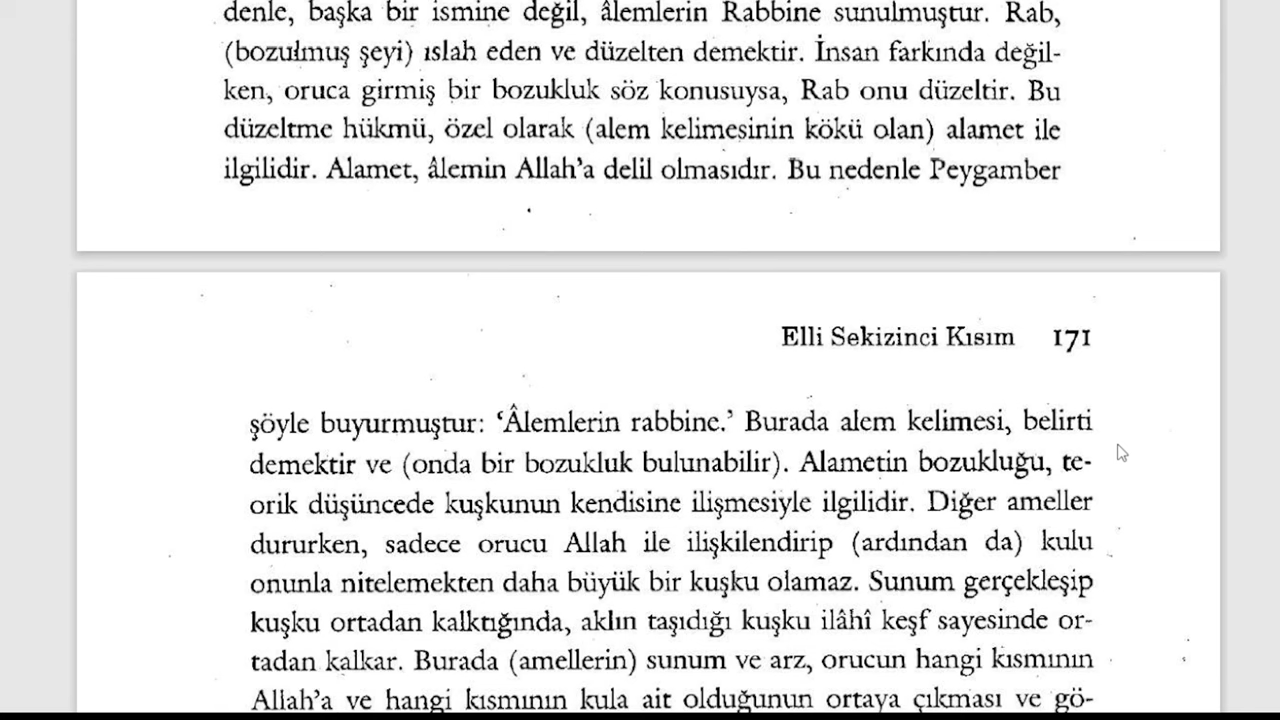 denle, başka bir ismine değil, âlemlerin Rabbine sunulmuştur. Rab,
(bozulmuş şeyi) ıslah eden ve düzelten demektir. İnsan farkında değil-
ken, oruca girmiş bir bozukluk söz konusuysa, Rab onu düzeltir. Bu
düzeltme hükmü, özel olarak (alem kelimesinin kökü olan) alamet ile
ilgilidir. Alamet, âlemin Allah'a delil olmasıdır. Bu nedenle Peygamber
Elli Sekizinci Kısım 171
şöyle buyurmuştur: ‘Âlemlerin rabbine.’ Burada alem kelimesi, belirti
demektir ve (onda bir bozukluk bulunabilir). Alametin bozukluğu, te-
orik düşüncede kuşkunun kendisine ilişmesiyle ilgilidir. Diğer ameller
dururken, sadece orucu Allah ile ilişkilendirip (ardından da) kulu
onunla nitelemekten daha büyük bir kuşku olamaz. Sunum gerçekleşip
kuşku ortadan kalktığında, aklın taşıdığı kuşku ilâhî keşf sayesinde or-
tadan kalkar. Burada (amellerin) sunum ve arz, orucun hangi kısmının
Allah'a ve hangi kısmının kula ait olduğunun ortaya çıkması ve gö-